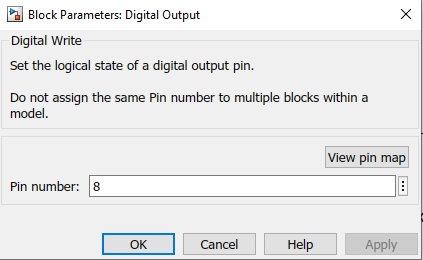 Block Parameters: Digital Output
Digital Write
Set the logical state of a digital output pin.
Do not assign the same Pin number to multiple blocks within a
model.
View pin map
Pin number: 8
OK Cancel Help Apply